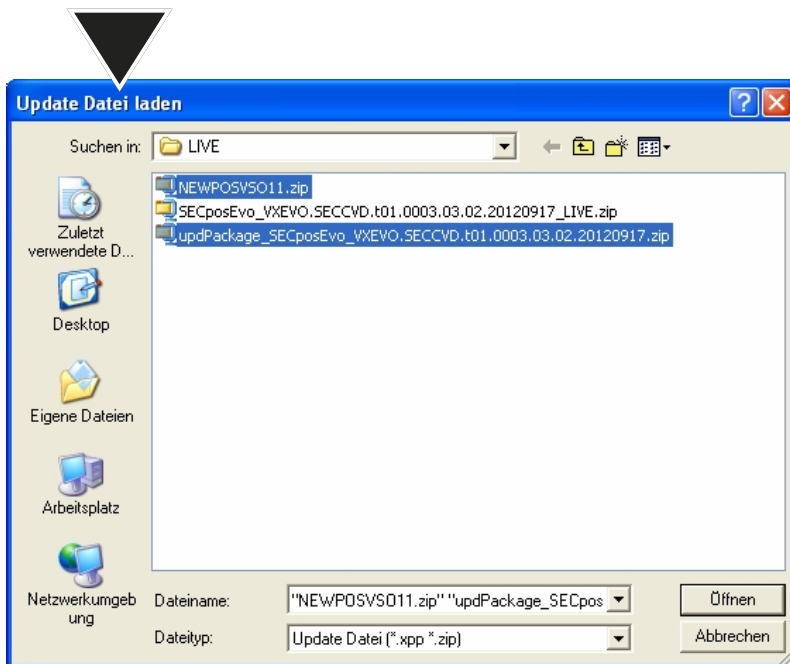 Update Datei laden
Suchen in: LIVE
NEWPOSVSO11.zip
SECposEvo_VXEVO.SECCVD.t01.0003.03.02.20120917_LIVE.zip
updPackage_SECposEvo_VXEVO.SECCVD.t01.0003.03.02.20120917.zip
Zuletzt
verwendete D...
Desktop
Eigene Dateien
Arbeitsplatz
Netzwerkumgeb
ung
Dateiname: "NEWPOSVSO11.zip" "updPackage_SECpos
Öffnen
Dateityp: Update Datei (*.xpp *.zip)
Abbrechen